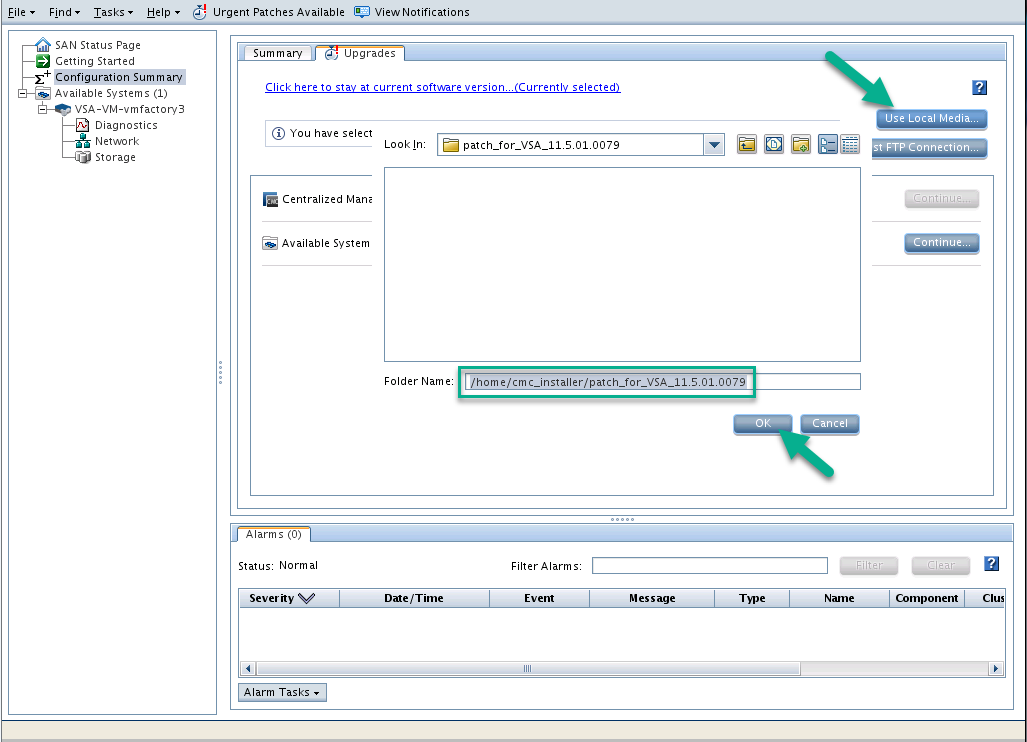 File Find Tasks Help Urgent Patches Available View Notifications
SAN Status Page
Getting Started
Configuration Summary
Available Systems (1)
VSA-VM-vmfactory3
Diagnostics
Network
Storage
Summary Upgrades
Click here to stay at current software version...(Currently selected)
?
Use Local Media...
You have select
Look In: patch_for_VSA_11.5.01.0079
st FTP Connection...
CMC Centralized Mana
Continue...
Available System
Continue...
Folder Name: /home/cmc_installer/patch_for_VSA_11.5.01.0079
OK Cancel
Alarms (0)
Status: Normal Filter Alarms: Filter Clear ?
Severity Date/Time Event Message Type Name Component Clus
Alarm Tasks